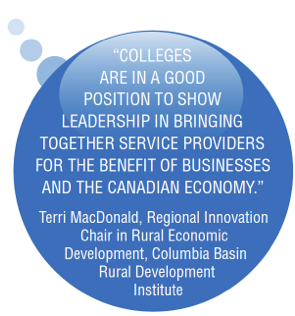 “COLLEGES
ARE IN A GOOD
POSITION TO SHOW
LEADERSHIP IN BRINGING
TOGETHER SERVICE PROVIDERS
FOR THE BENEFIT OF BUSINESSES
AND THE CANADIAN ECONOMY.”
Terri MacDonald, Regional Innovation
Chair in Rural Economic
Development, Columbia Basin
Rural Development
Institute